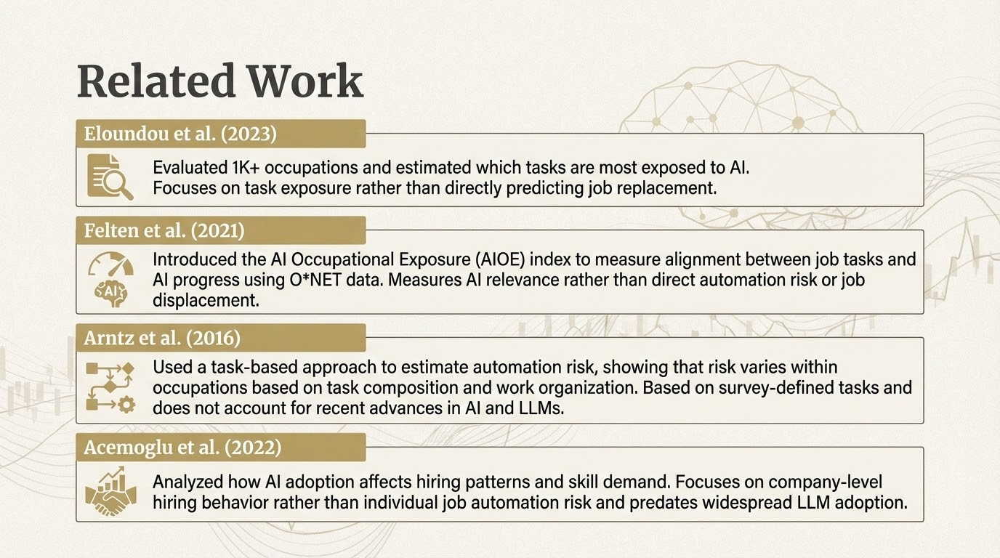 Related Work
Eloundou et al. (2023)
Evaluated 1K+ occupations and estimated which tasks are most exposed to AI.
Focuses on task exposure rather than directly predicting job replacement.
Felten et al. (2021)
AI
Introduced the AI Occupational Exposure (AIOE) index to measure alignment between job tasks and
AI progress using O*NET data. Measures AI relevance rather than direct automation risk or job
displacement.
Arntz et al. (2016)
Used a task-based approach to estimate automation risk, showing that risk varies within
occupations based on task composition and work organization. Based on survey-defined tasks and
does not account for recent advances in AI and LLMs.
Acemoglu et al. (2022)
Analyzed how AI adoption affects hiring patterns and skill demand. Focuses on company-level
hiring behavior rather than individual job automation risk and predates widespread LLM adoption.